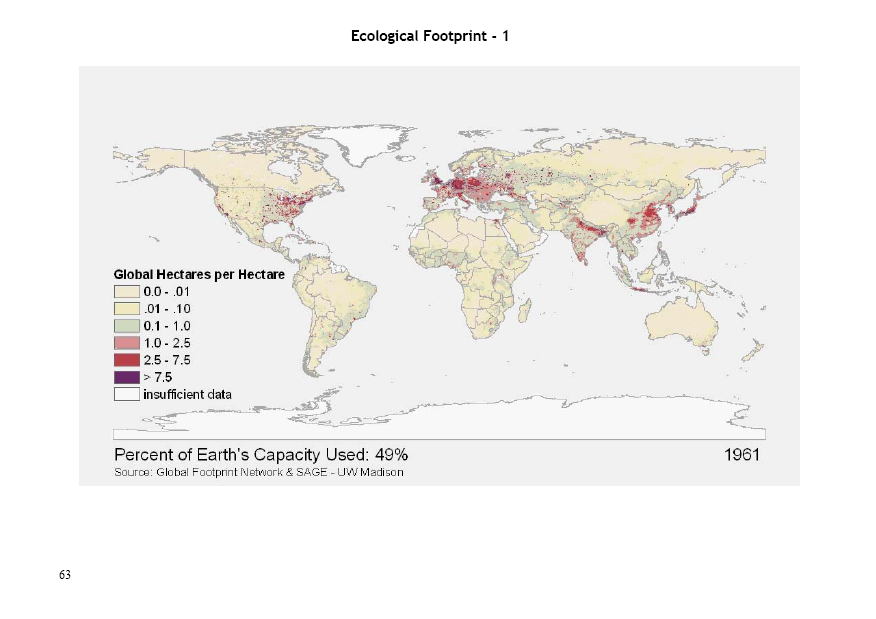 Ecological Footprint - 1
Global Hectares per Hectare
0.0 - .01
.01 - .10
0.1 - 1.0
1.0 - 2.5
2.5 - 7.5
> 7.5
insufficient data
Percent of Earth's Capacity Used: 49%
1961
Source: Global Footprint Network & SAGE - UW Madison
63